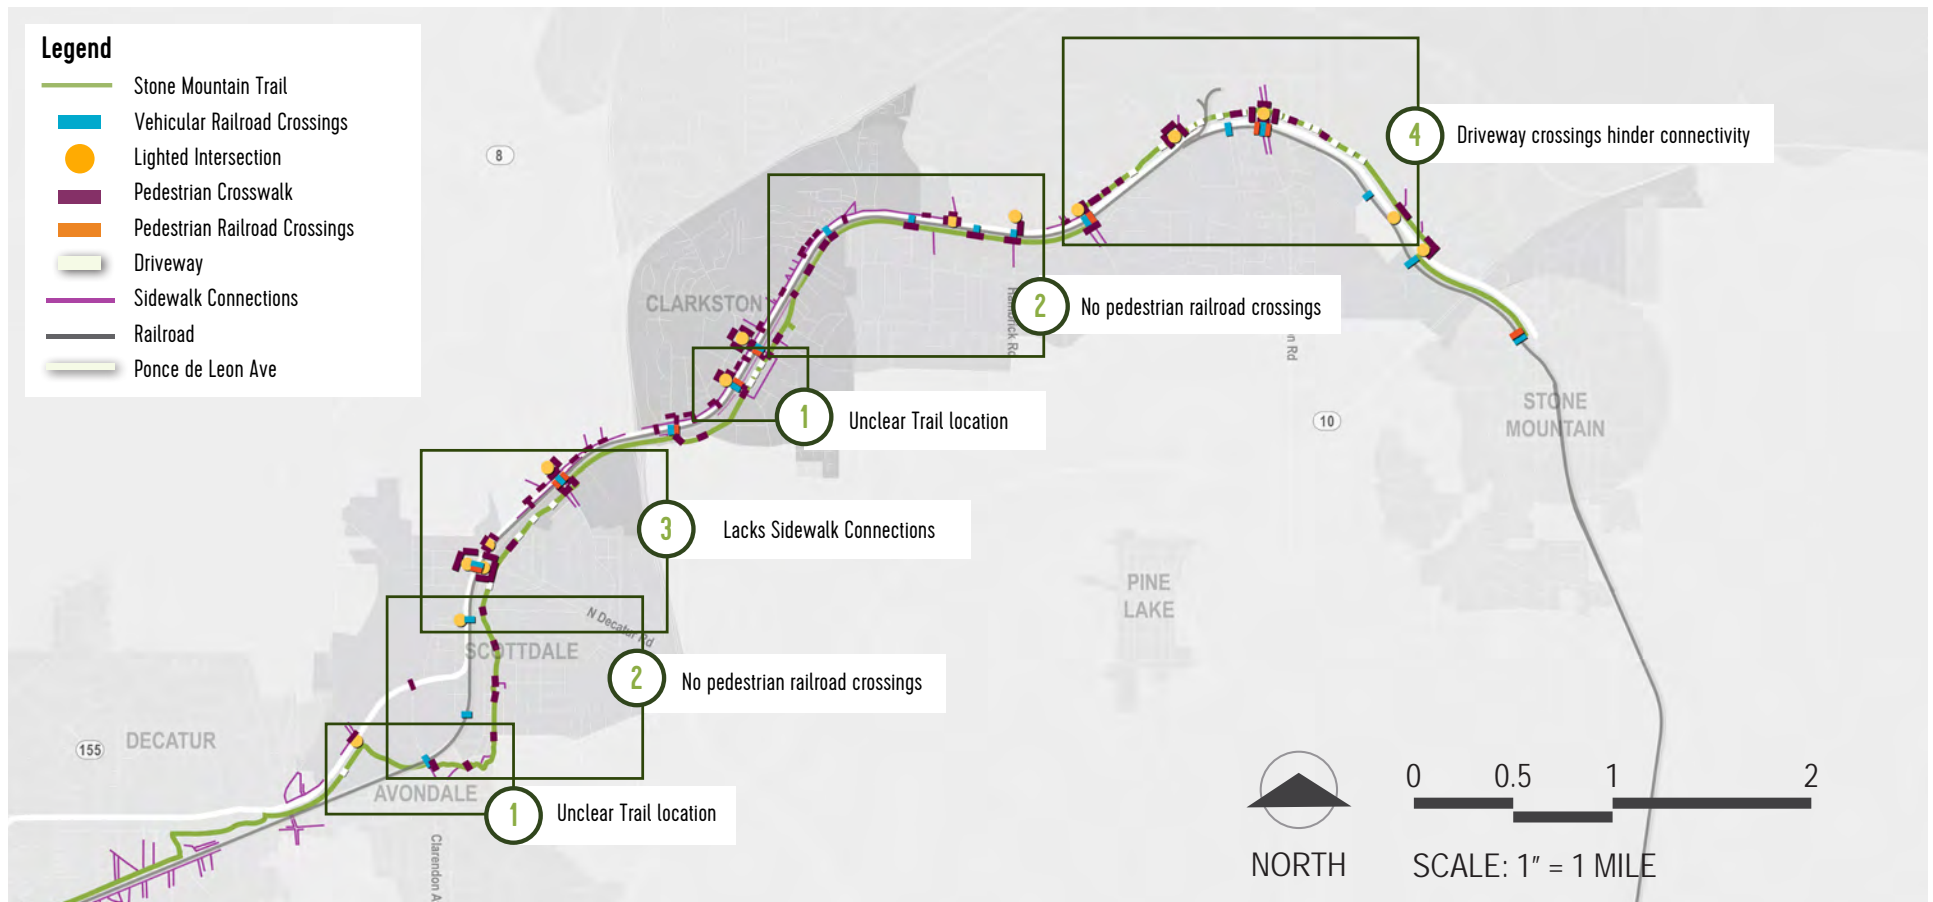 Legend
Stone Mountain Trail
Vehicular Railroad Crossings
Lighted Intersection
Pedestrian Crosswalk
Pedestrian Railroad Crossings
Driveway
Sidewalk Connections
Railroad
Ponce de Leon Ave
8
4
Driveway crossings hinder connectivity
CLARKSTON
2
No pedestrian railroad crossings
1
Unclear Trail location
10
STONE
MOUNTAIN
3
Lacks Sidewalk Connections
PINE
LAKE
N Decatur Rd
SCOTTDALE
2
No pedestrian railroad crossings
155
DECATUR
AVONDALE
1
Unclear Trail location
Clarendon A
Rd
NORTH
0 0.5 1 2
SCALE: 1" = 1 MILE